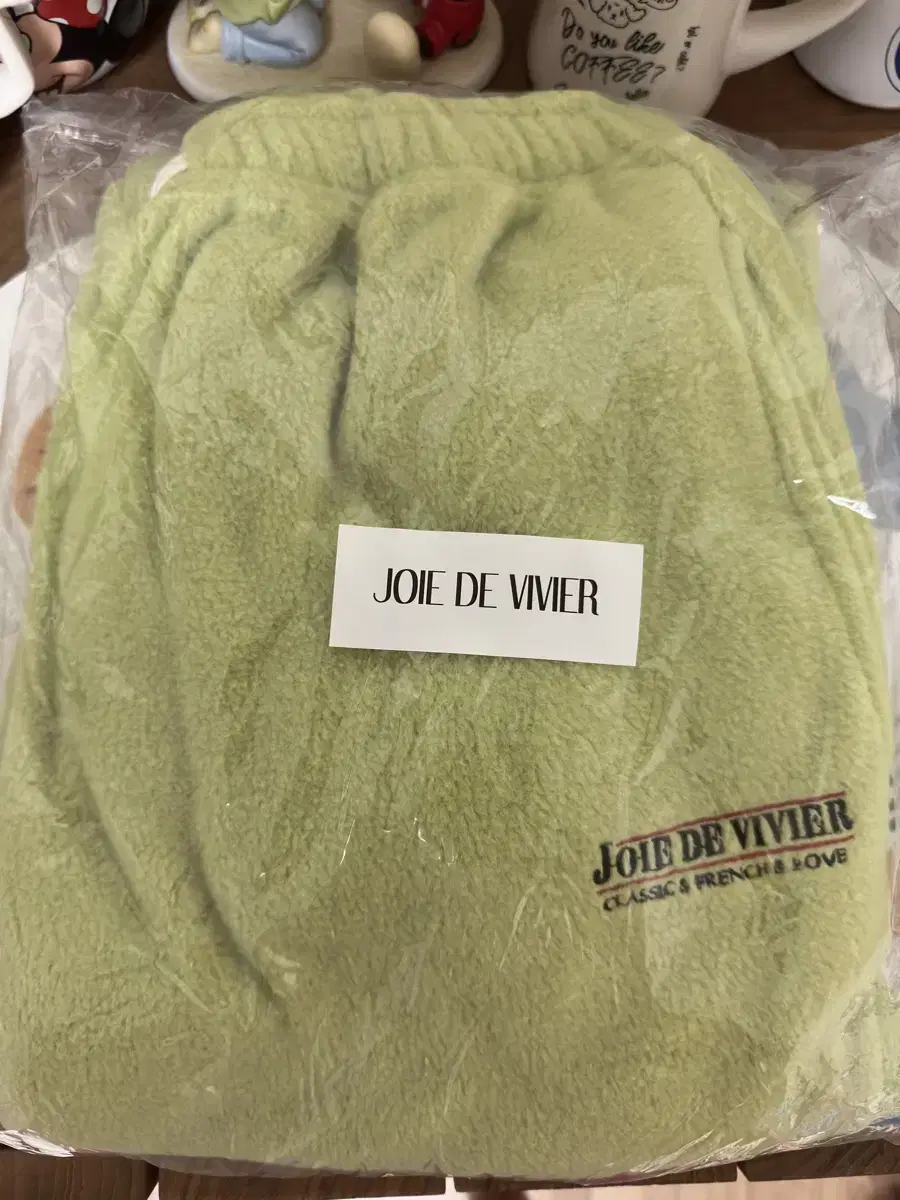 Do you like
COFFEE?
JOIE DE VIVIER
JOIE DE VIVIER
CLASSIC & FRENCH & LOVE